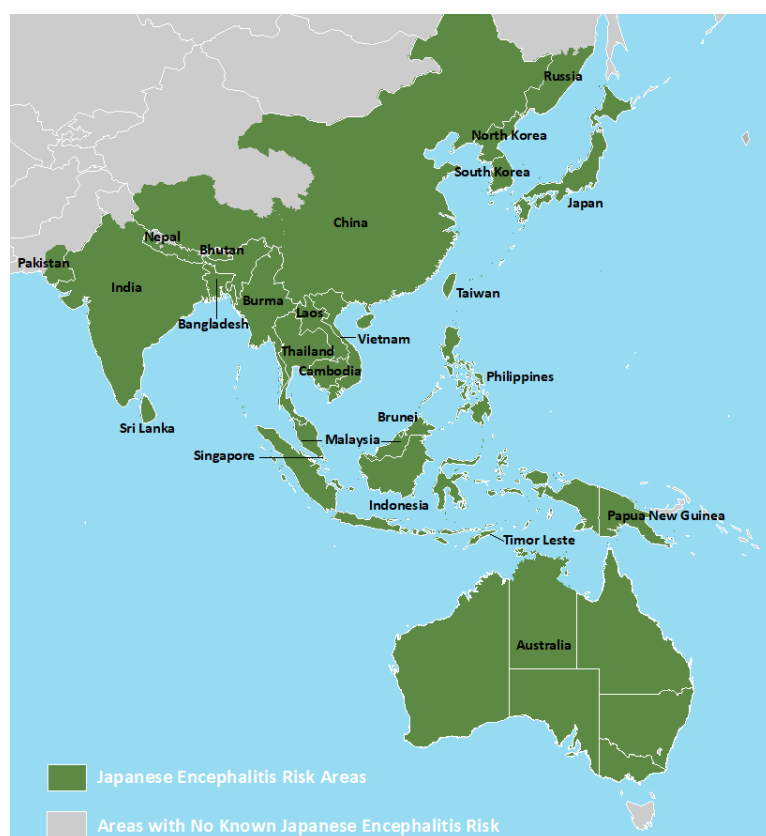 Russia
North Korea
South Korea
Japan
China
Nepal
Bhutan
Pakistan
India
Burma
Laos
Taiwan
Bangladesh
Vietnam
Thailand
Cambodia
Philippines
Brunei
Sri Lanka
Malaysia
Singapore
Indonesia
Papua New Guinea
Timor Leste
Australia
Japanese Encephalitis Risk Areas
Areas with No Known Japanese Encephalitis Risk